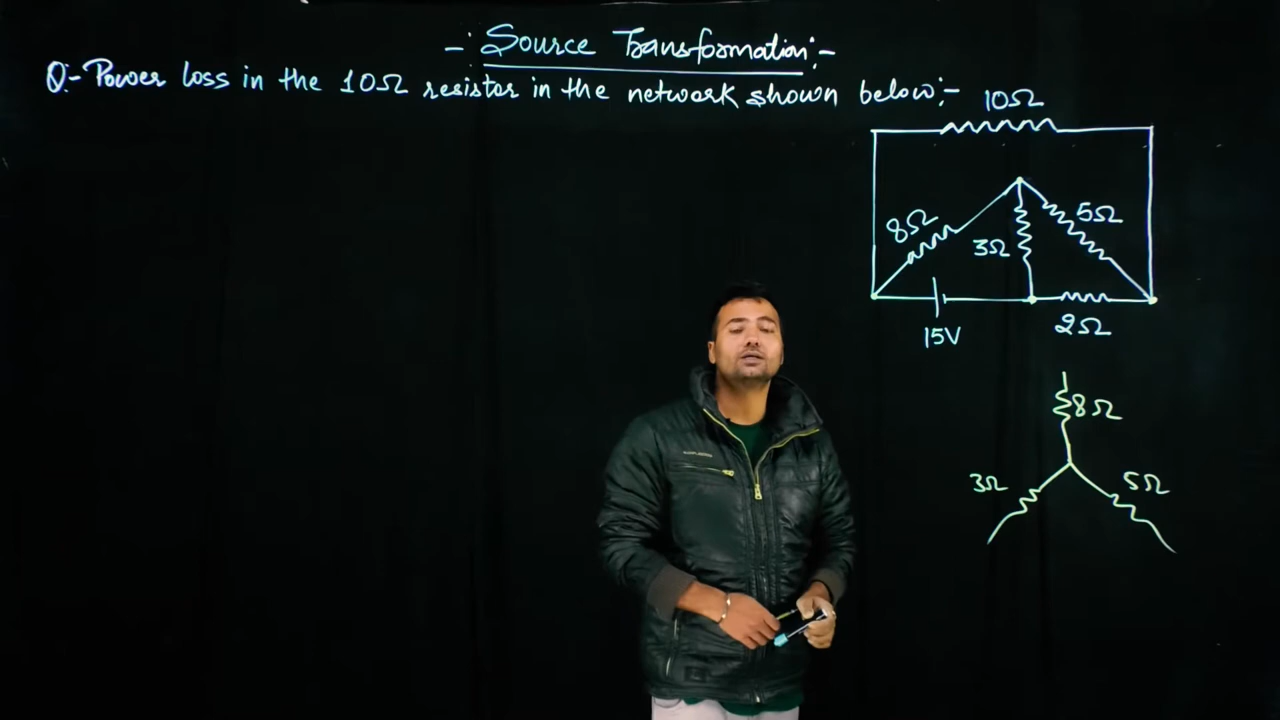 -: Source Transformation:-
Q:- Power loss in the 10Ω resistor in the network shown below:-
10Ω
8Ω
3Ω
5Ω
15V
2Ω
8Ω
3Ω
5Ω